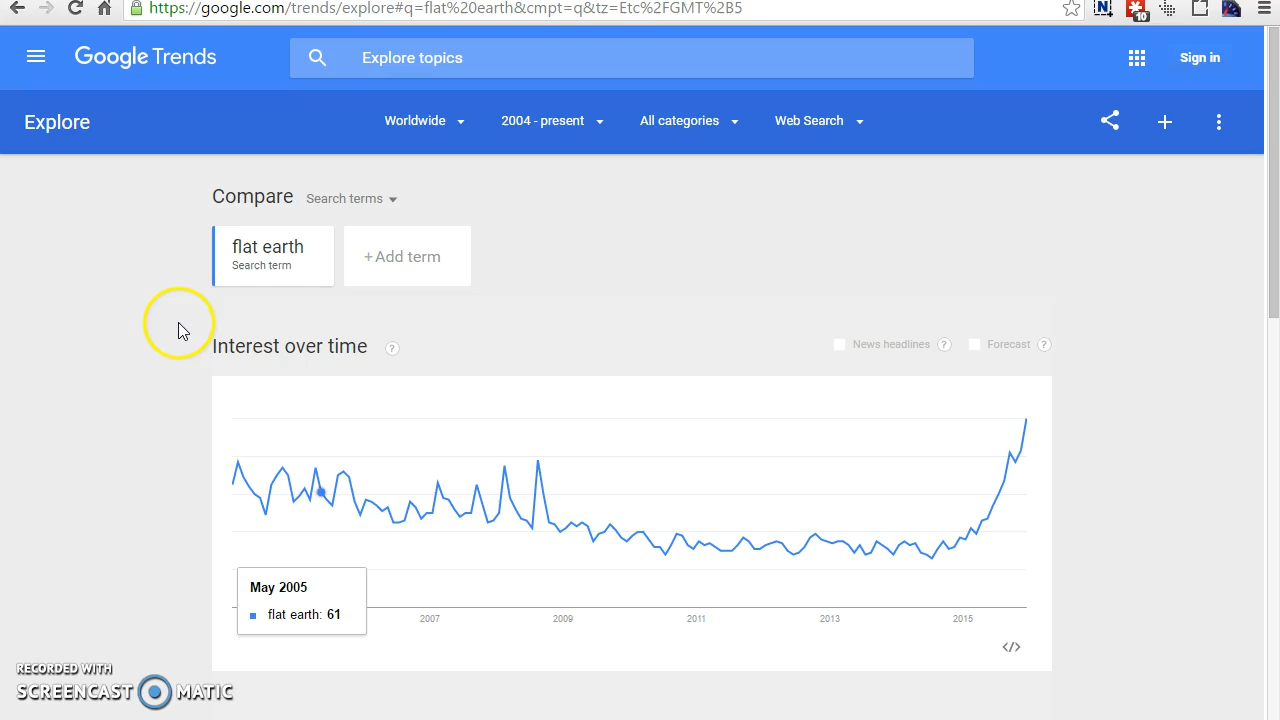 https://google.com/trends/explore#q=flat%20earth&cmpt=q&tz=Etc%2FGMT%2B5
N
10
Google Trends
Explore topics
Sign in
Explore
Worldwide
2004 - present
All categories
Web Search
Compare
Search terms
flat earth
Search term
+Add term
Interest over time
?
News headlines ?
Forecast ?
May 2005
flat earth: 61
2007
2009
2011
2013
2015
</>
RECORDED WITH
SCREENCAST MATIC